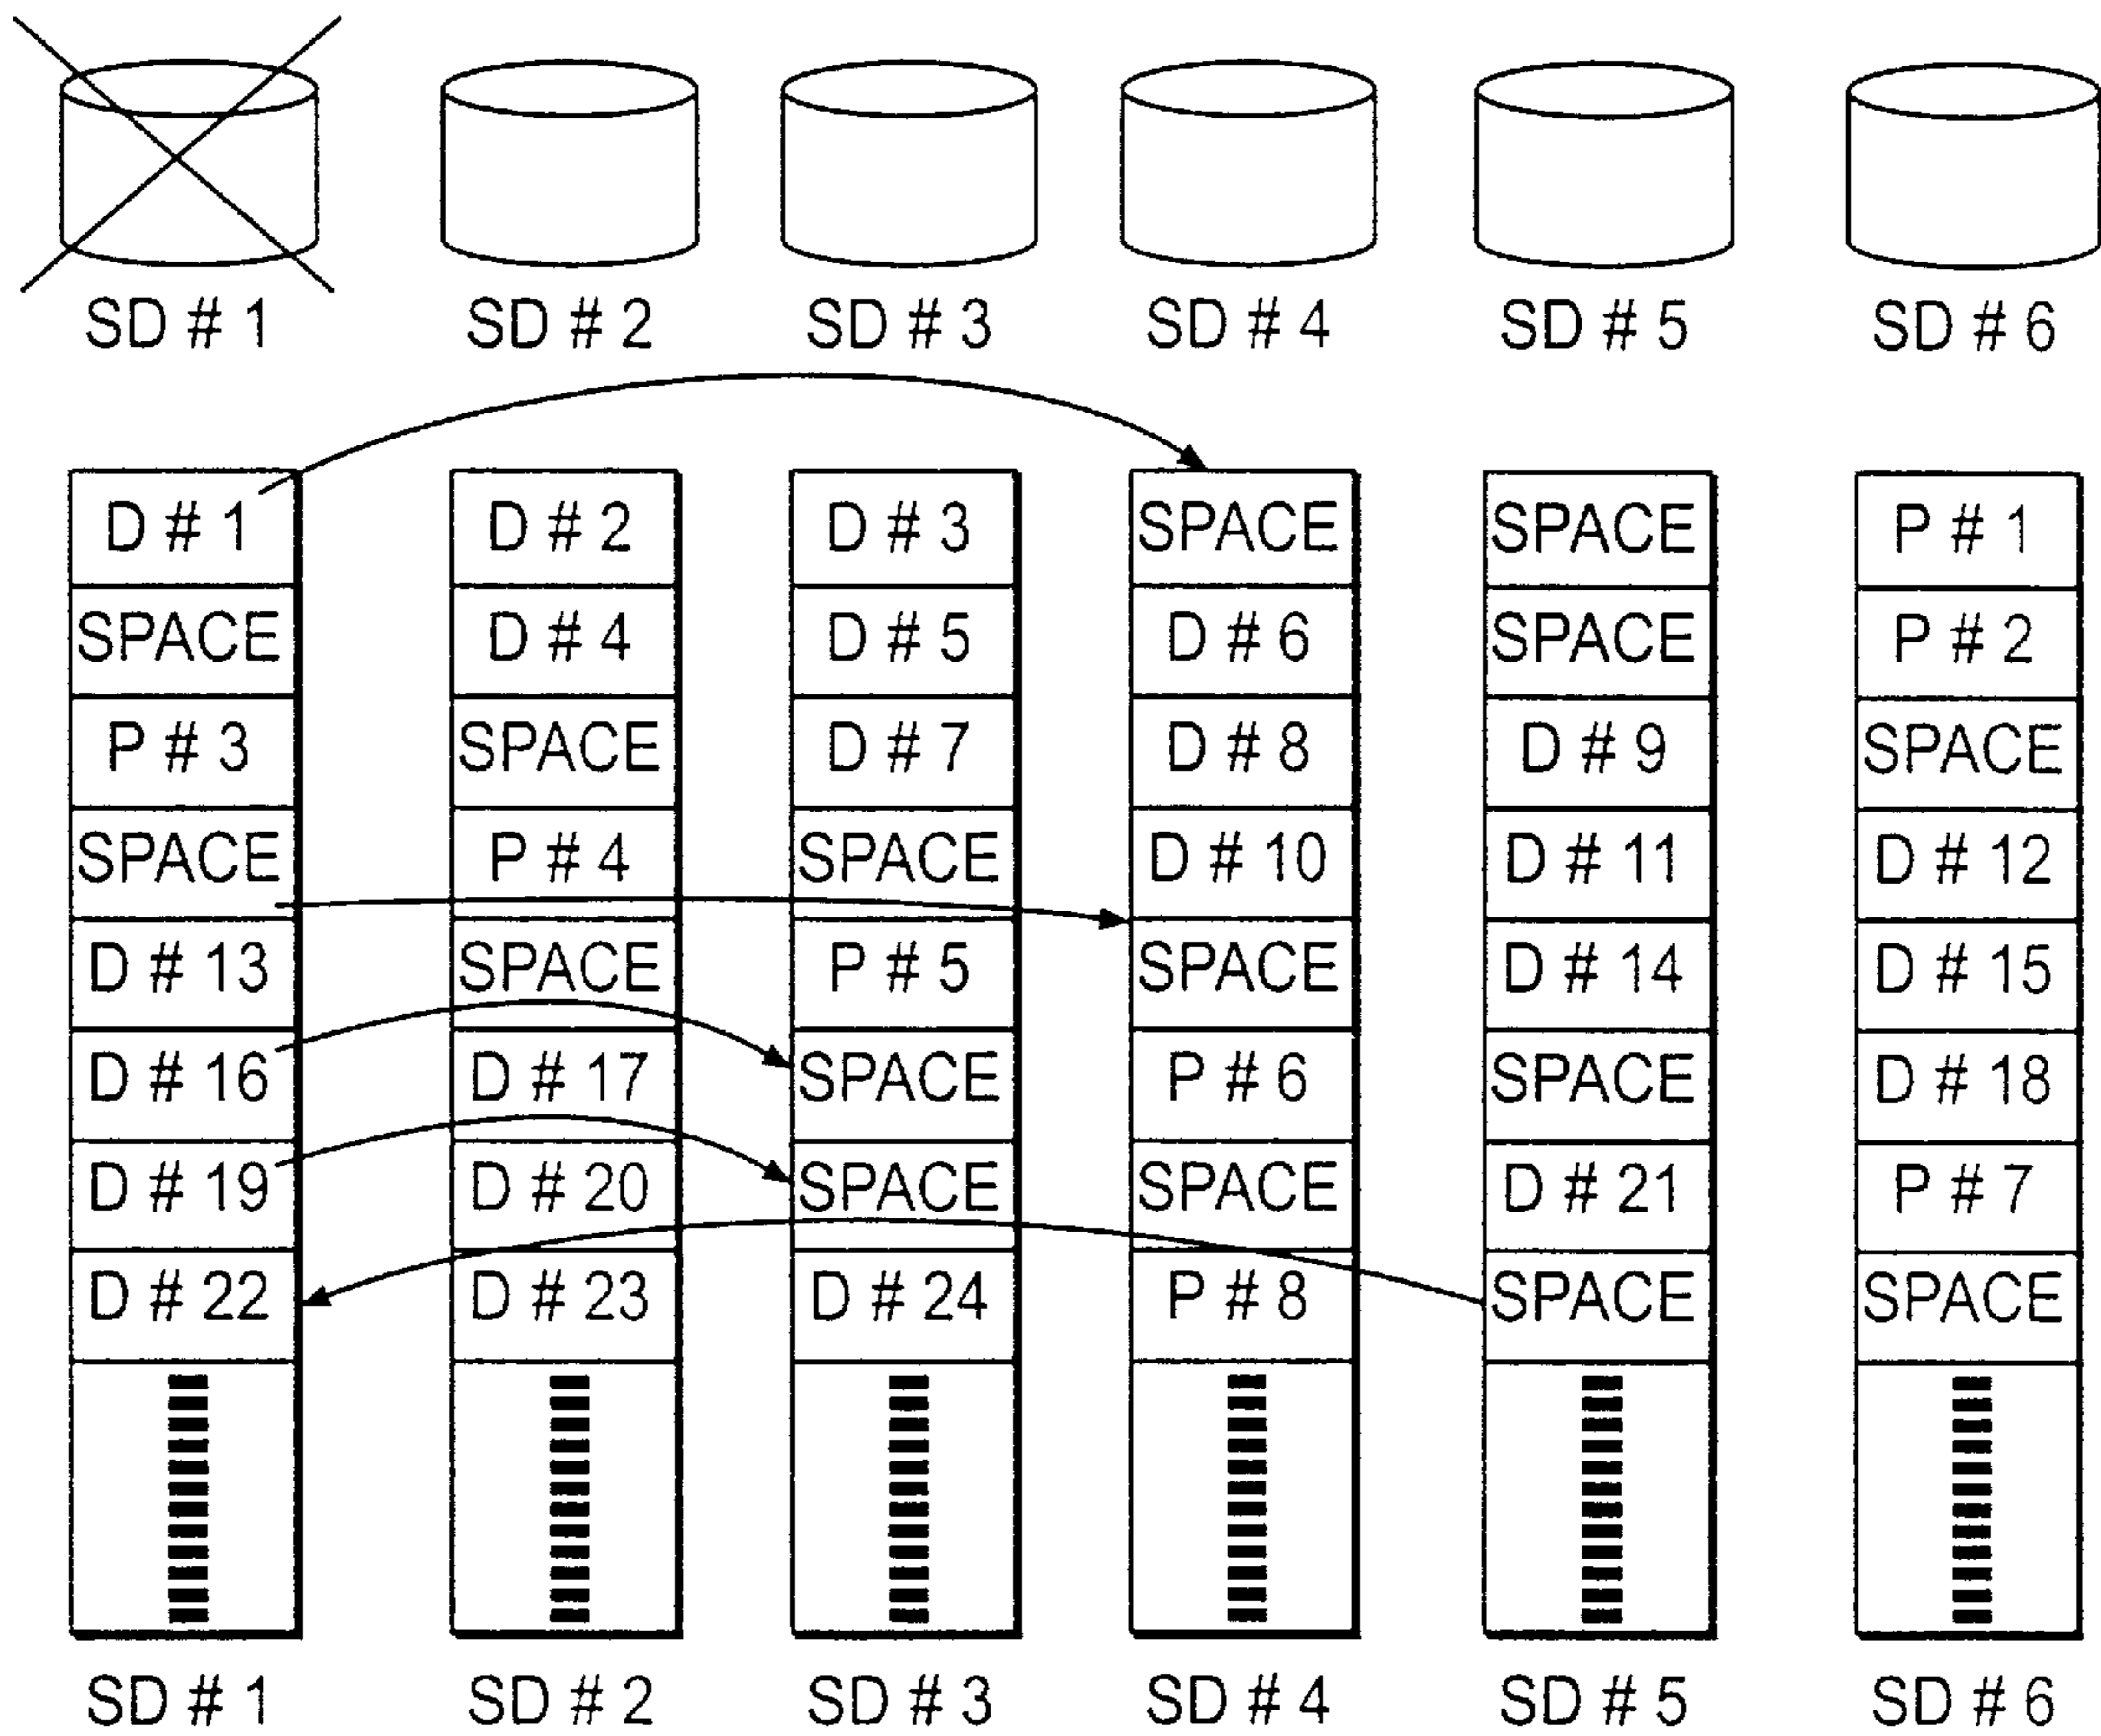 SD # 1 SD # 2 SD # 3 SD # 4 SD # 5 SD # 6
D # 1 D # 2 D # 3 SPACE SPACE P # 1
SPACE D # 4 D # 5 D # 6 SPACE P # 2
P # 3 SPACE D # 7 D # 8 D # 9 SPACE
SPACE P # 4 SPACE D # 10 D # 11 D # 12
D # 13 SPACE P # 5 SPACE D # 14 D # 15
D # 16 D # 17 SPACE P # 6 SPACE D # 18
D # 19 D # 20 SPACE SPACE D # 21 P # 7
D # 22 D # 23 D # 24 P # 8 SPACE SPACE
SD # 1 SD # 2 SD # 3 SD # 4 SD # 5 SD # 6